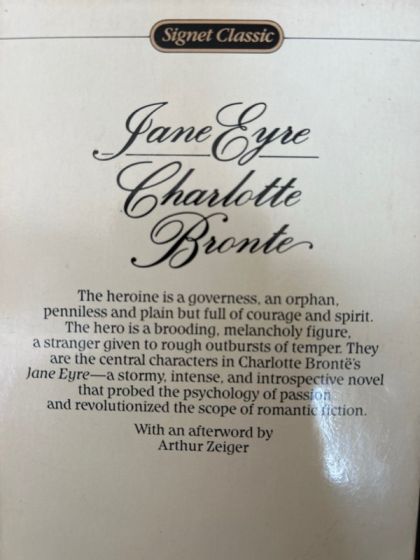 Signet Classic
Jane Eyre
Charlotte
Bronte
The heroine is a governess, an orphan,
penniless and plain but full of courage and spirit.
The hero is a brooding, melancholy figure,
a stranger given to rough outbursts of temper. They
are the central characters in Charlotte Brontë's
Jane Eyre—a stormy, intense, and introspective novel
that probed the psychology of passion
and revolutionized the scope of romantic fiction.
With an afterword by
Arthur Zeiger